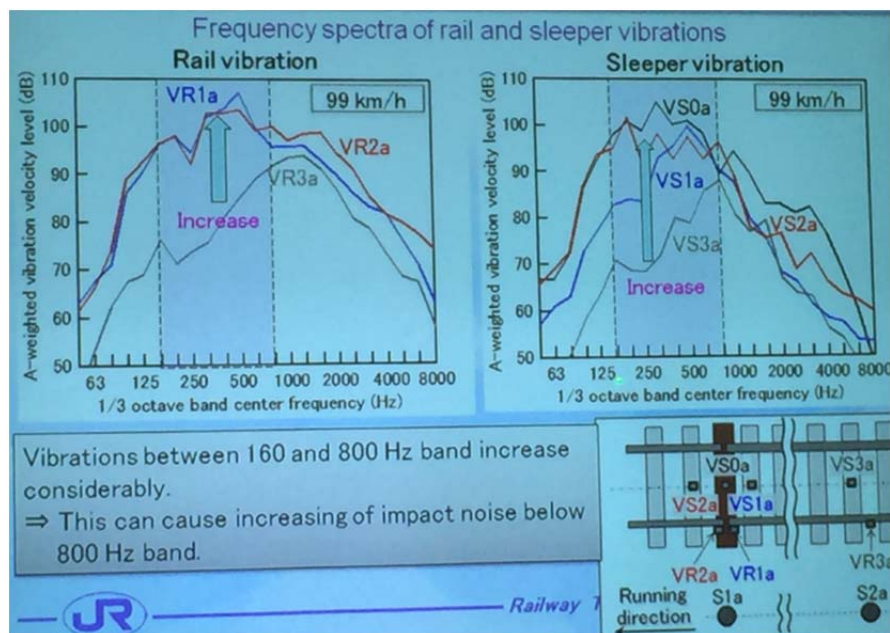 Frequency spectra of rail and sleeper vibrations
Rail vibration
A-weighted vibration velocity level (dB)
110
100
90
80
70
60
50
99 km/h
VR1a
VR2a
VR3a
Increase
63 125 250 500 1000 2000 4000 8000
1/3 octave band center frequency (Hz)
Sleeper vibration
A-weighted vibration velocity level (dB)
110
100
90
80
70
60
50
99 km/h
VS0a
VS1a
VS2a
VS3a
Increase
63 125 250 500 1000 2000 4000 8000
1/3 octave band center frequency (Hz)
Vibrations between 160 and 800 Hz band increase
considerably.
⇒ This can cause increasing of impact noise below
800 Hz band.
VS0a
VS3a
VS2a VS1a
VR2a VR1a
VR3a
Running
direction
S1a
S2a
JR
Railway